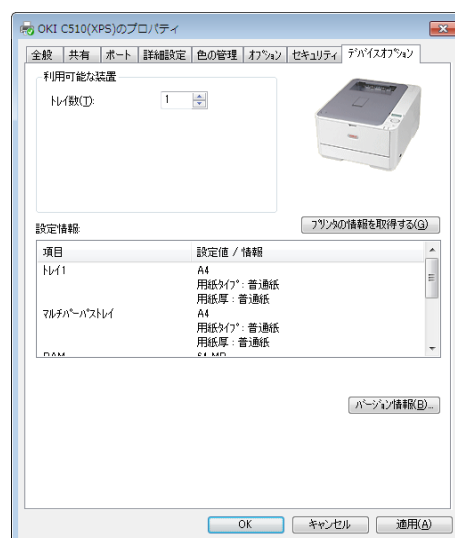 OKI C510(XPS)のプロパティ
全般 共有 ポート 詳細設定 色の管理 オプション セキュリティ デバイスオプション
利用可能な装置
トレイ数(T): 1
プリンタの情報を取得する(G)
設定情報:
項目 設定値 / 情報
トレイ1 A4
用紙タイプ : 普通紙
用紙厚 : 普通紙
マルチパーパストレイ A4
用紙タイプ : 普通紙
用紙厚 : 普通紙
RAM 64 MB
バージョン情報(B)...
OK キャンセル 適用(A)